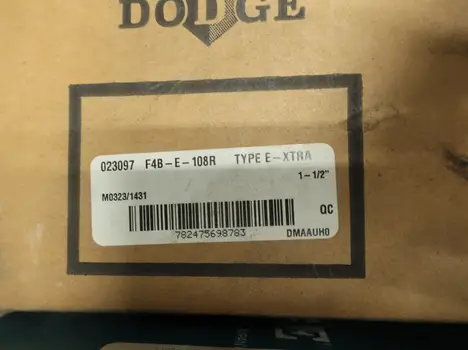 DODGE
023097 F4B-E-108R TYPE E-XTRA
1-1/2"
M0323/1431
QC
782475698783
DMAAUH0